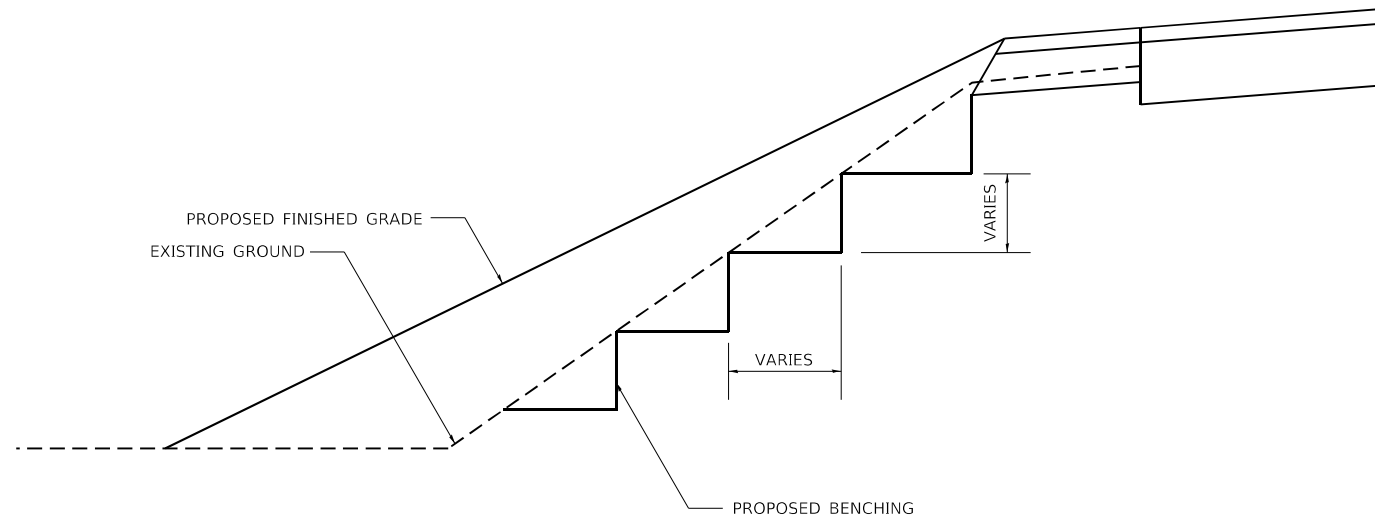 PROPOSED FINISHED GRADE
EXISTING GROUND
VARIES
VARIES
PROPOSED BENCHING